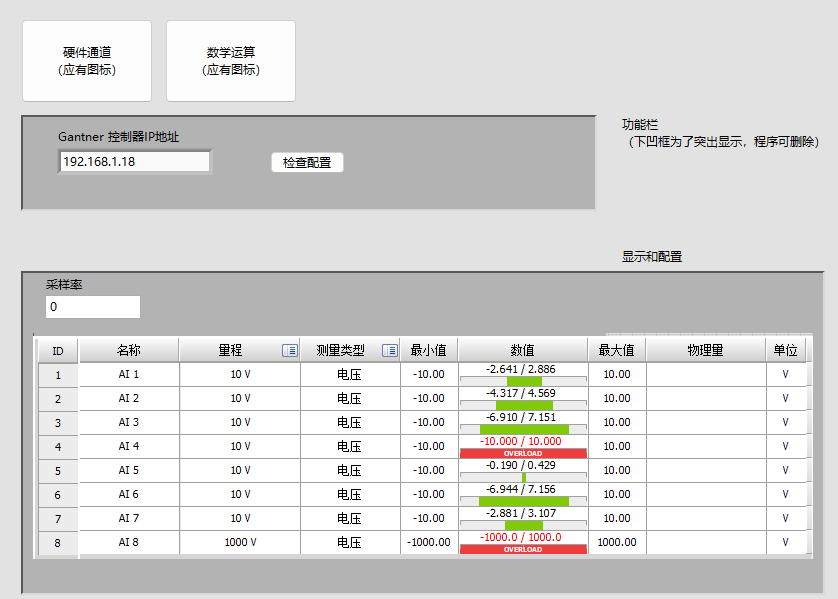 硬件通道
(应有图标)
数学运算
(应有图标)
Gantner 控制器IP地址
192.168.1.18
检查配置
功能栏
（下凹框为了突出显示，程序可删除）
显示和配置
采样率
0
ID 名称 量程 测量类型 最小值 数值 最大值 物理量 单位
1 AI 1 10 V 电压 -10.00 -2.641 / 2.886 10.00 V
2 AI 2 10 V 电压 -10.00 -4.317 / 4.569 10.00 V
3 AI 3 10 V 电压 -10.00 -6.910 / 7.151 10.00 V
4 AI 4 10 V 电压 -10.00 -10.000 / 10.000 10.00 V
OVERLOAD
5 AI 5 10 V 电压 -10.00 -0.190 / 0.429 10.00 V
6 AI 6 10 V 电压 -10.00 -6.944 / 7.156 10.00 V
7 AI 7 10 V 电压 -10.00 -2.881 / 3.107 10.00 V
8 AI 8 1000 V 电压 -1000.00 -1000.0 / 1000.0 1000.00 V
OVERLOAD